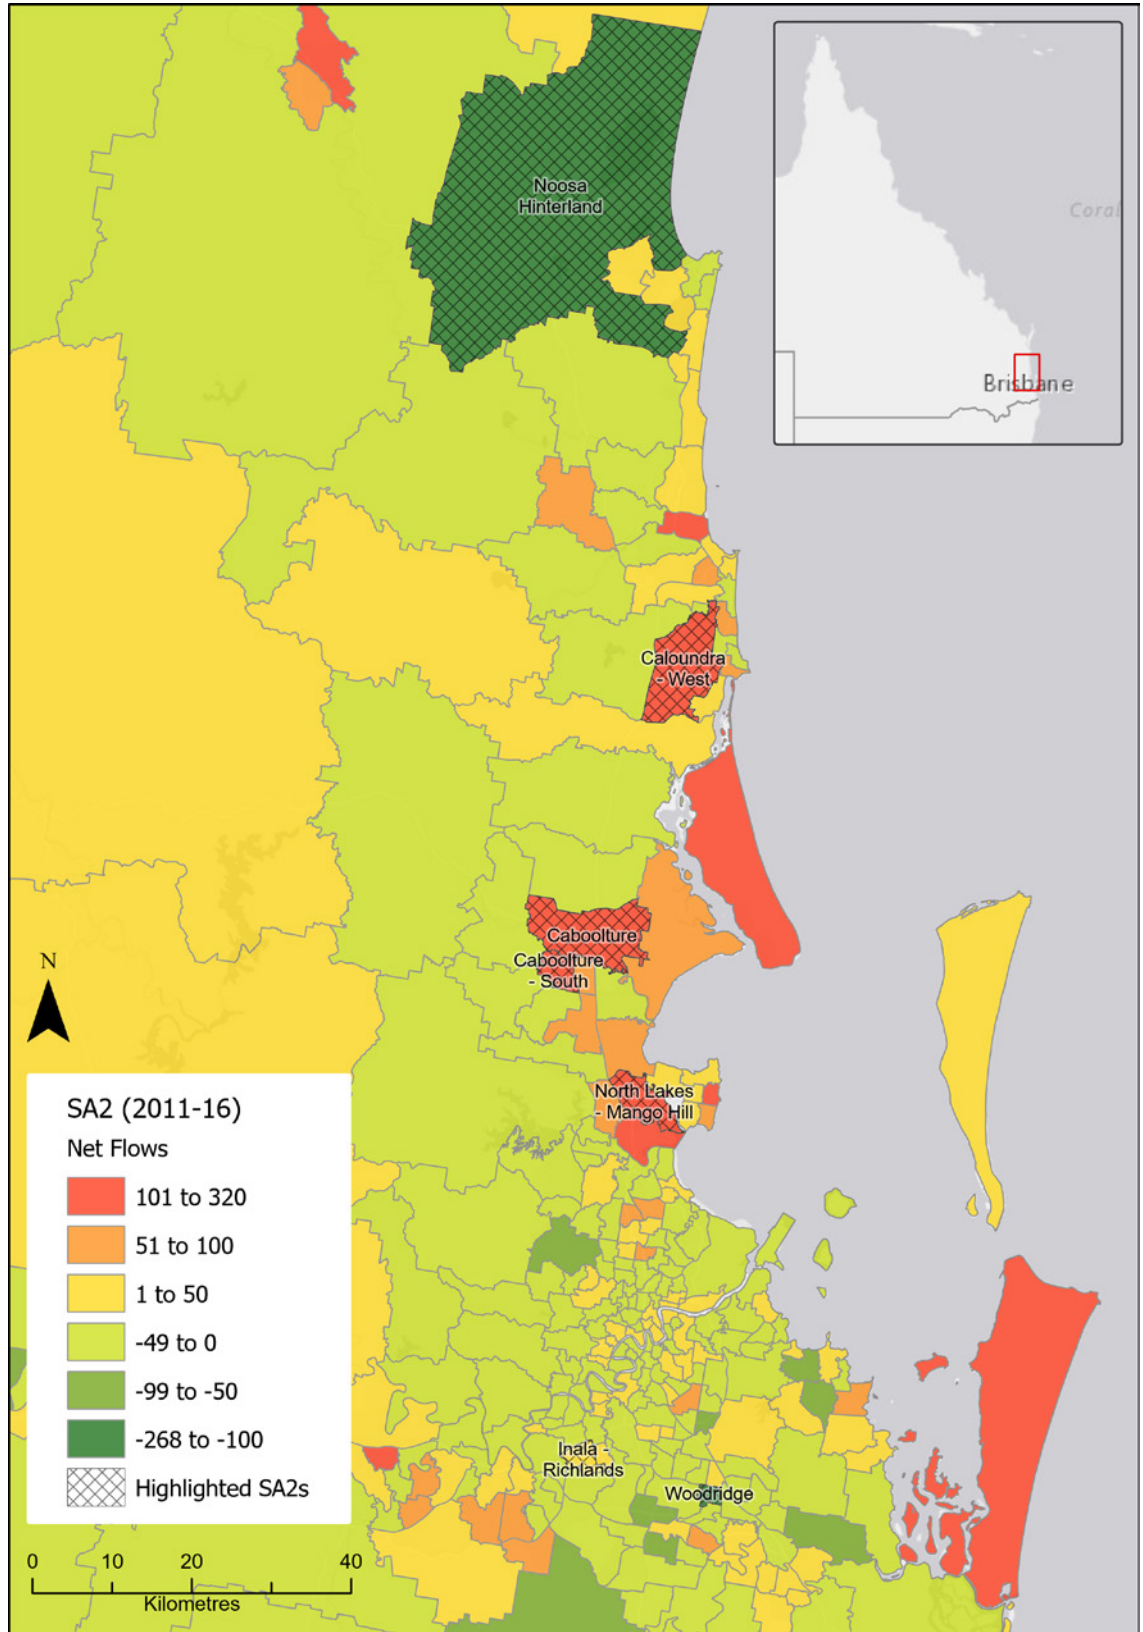 Noosa
Hinterland
Coral
Brisbane
Caloundra
- West
Caboolture
Caboolture
- South
N
North Lakes
- Mango Hill
SA2 (2011-16)
Net Flows
101 to 320
51 to 100
1 to 50
-49 to 0
-99 to -50
-268 to -100
Highlighted SA2s
Inala -
Richlands
Woodridge
0 10 20 40
Kilometres